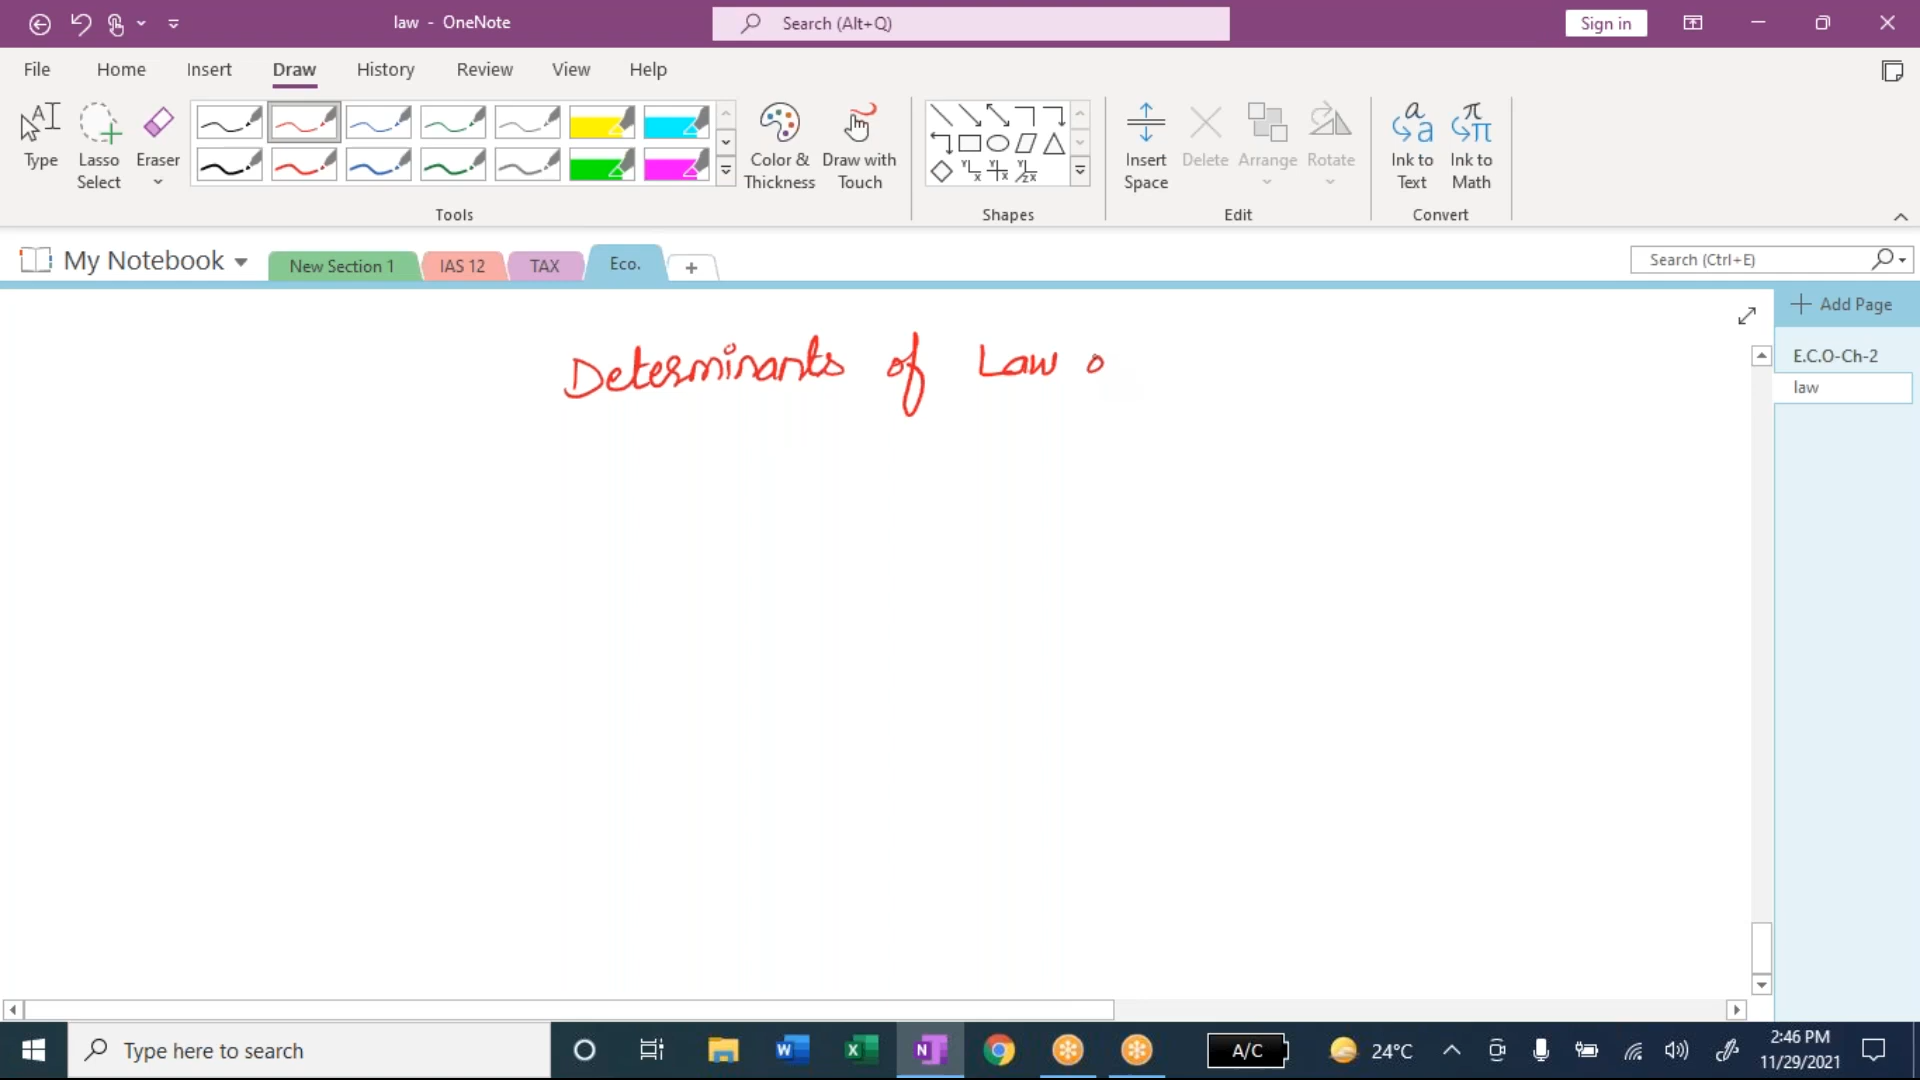 law - OneNote
Search (Alt+Q)
Sign in
File Home Insert Draw History Review View Help
Type
Lasso Select
Eraser
Color & Thickness
Draw with Touch
Insert Space
Delete
Arrange
Rotate
Ink to Text
Ink to Math
Tools
Shapes
Edit
Convert
My Notebook
New Section 1
IAS 12
TAX
Eco.
Search (Ctrl+E)
Add Page
E.C.O-Ch-2
law
Determinants of Law o
Type here to search
A/C
24°C
2:46 PM
11/29/2021